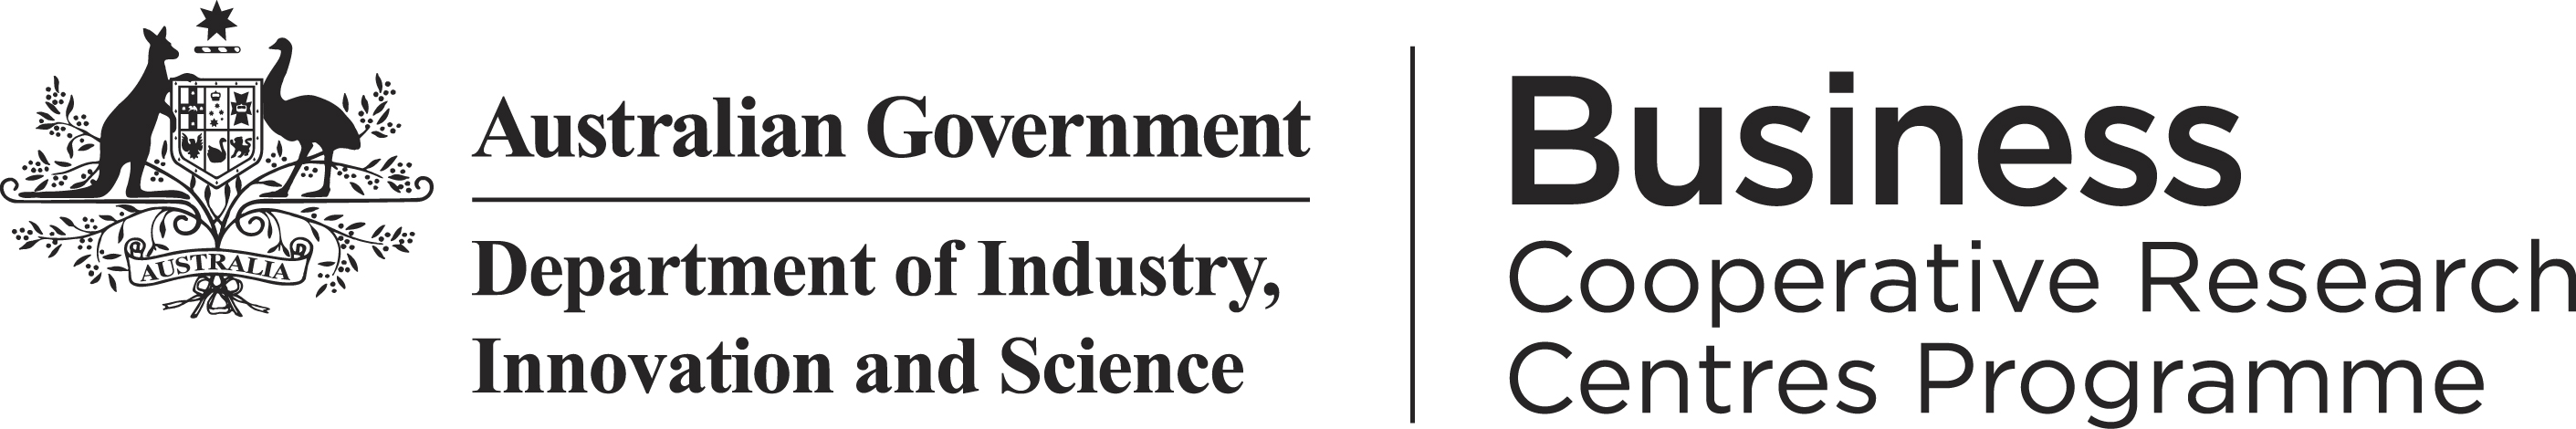 AUSTRALIA
Australian Government
Department of Industry,
Innovation and Science
Business
Cooperative Research
Centres Programme